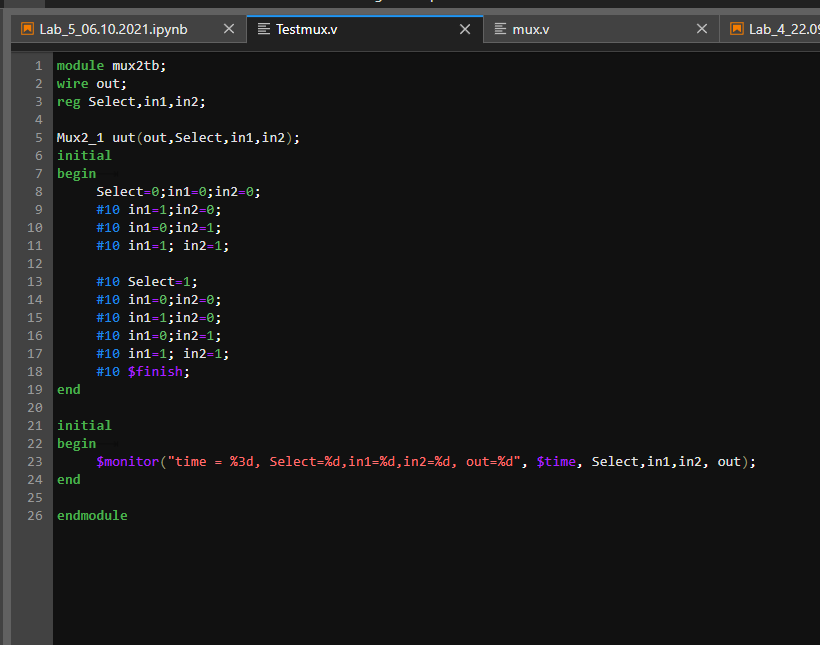 Lab_5_06.10.2021.ipynb Testmux.v mux.v Lab_4_22.09
1 module mux2tb;
2 wire out;
3 reg Select,in1,in2;
4
5 Mux2_1 uut(out,Select,in1,in2);
6 initial
7 begin
8 Select=0;in1=0;in2=0;
9 #10 in1=1;in2=0;
10 #10 in1=0;in2=1;
11 #10 in1=1; in2=1;
12
13 #10 Select=1;
14 #10 in1=0;in2=0;
15 #10 in1=1;in2=0;
16 #10 in1=0;in2=1;
17 #10 in1=1; in2=1;
18 #10 $finish;
19 end
20
21 initial
22 begin
23 $monitor("time = %3d, Select=%d,in1=%d,in2=%d, out=%d", $time, Select,in1,in2, out);
24 end
25
26 endmodule